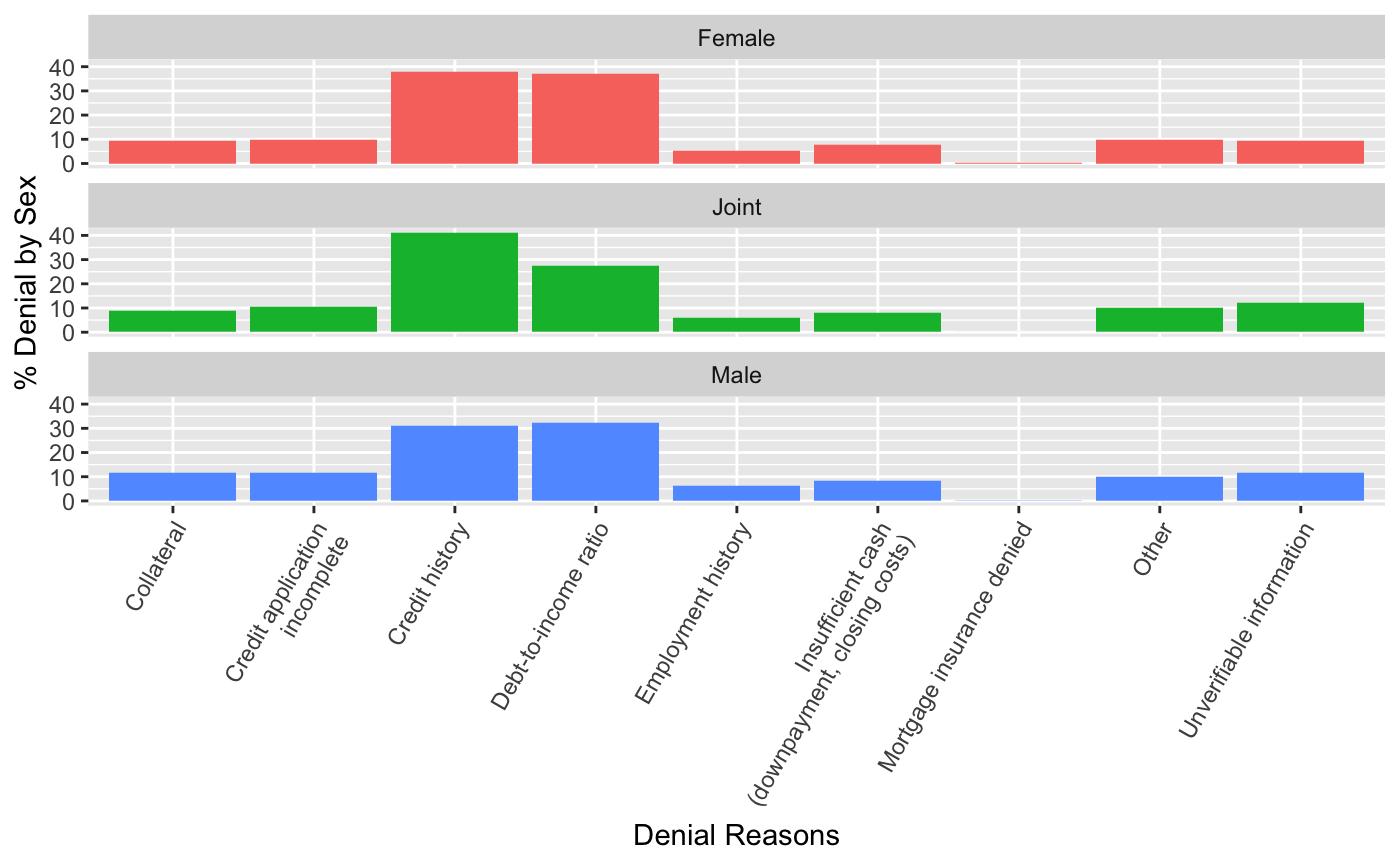 Female
40
30
20
10
0
Joint
40
30
20
10
0
Male
40
30
20
10
0
% Denial by Sex
Collateral
Credit application
incomplete
Credit history
Debt-to-income ratio
Employment history
Insufficient cash
(downpayment, closing costs)
Mortgage insurance denied
Other
Unverifiable information
Denial Reasons